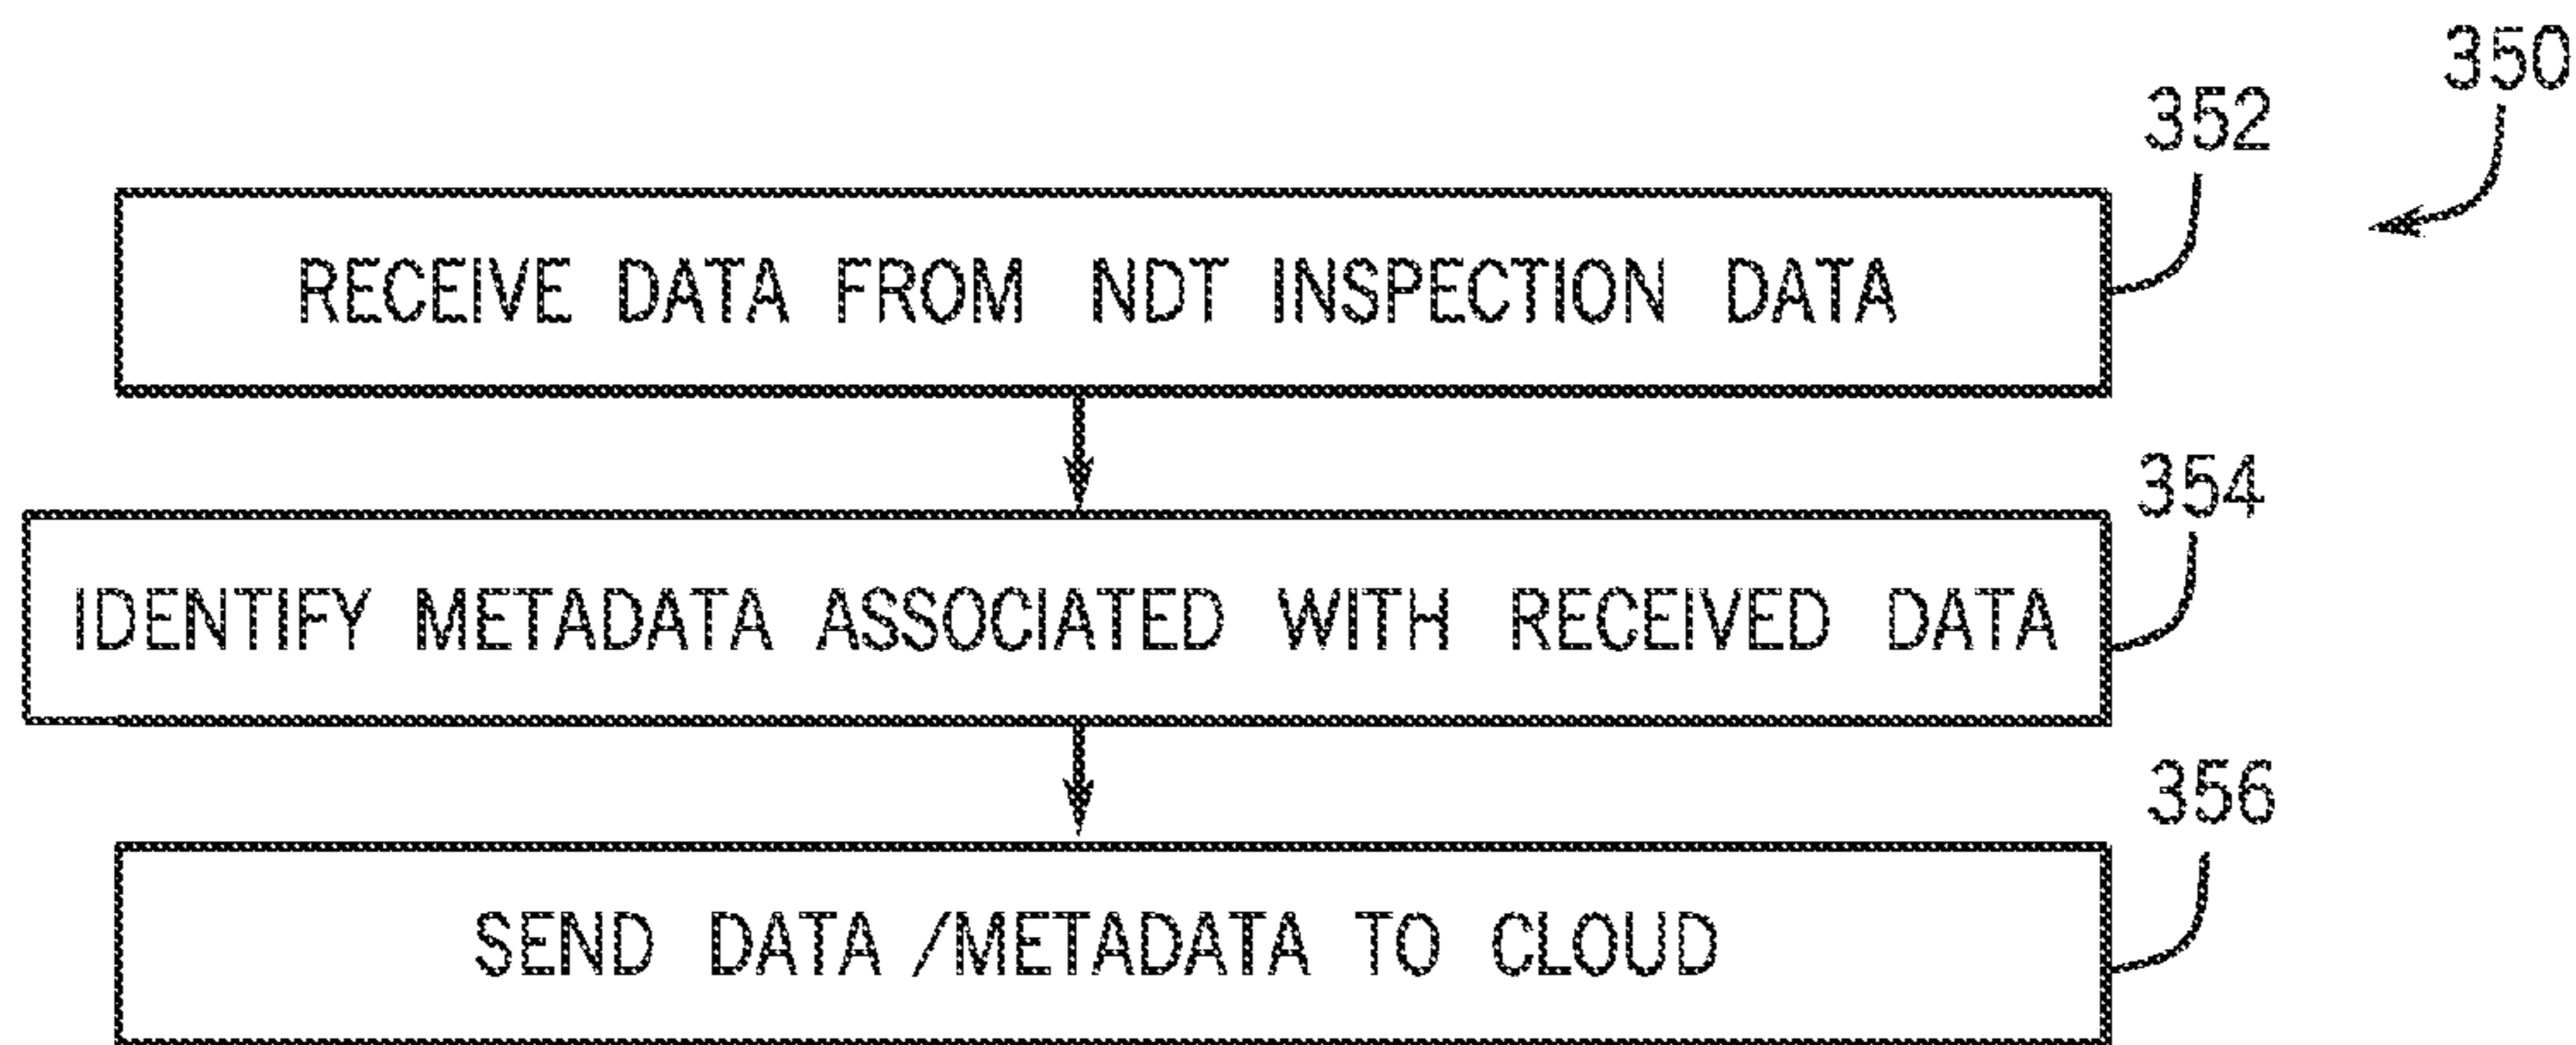 350
352
RECEIVE DATA FROM NDT INSPECTION DATA
354
IDENTIFY METADATA ASSOCIATED WITH RECEIVED DATA
356
SEND DATA /METADATA TO CLOUD